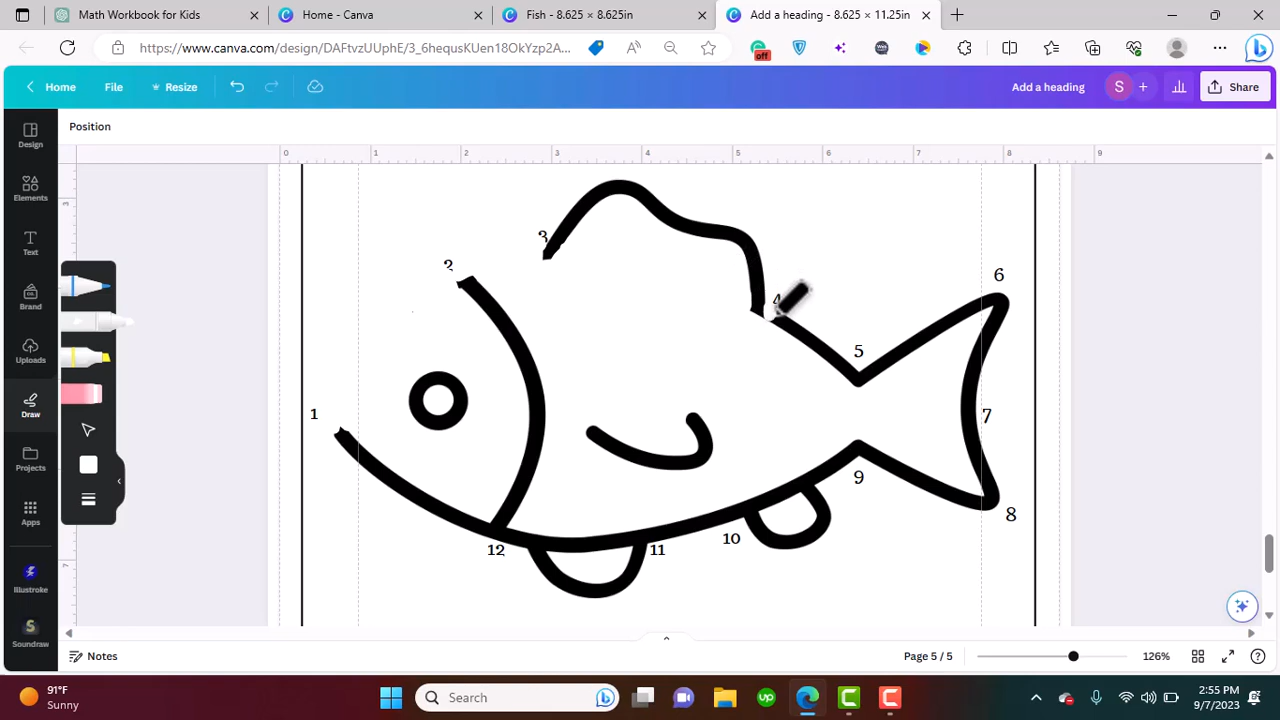 Math Workbook for Kids
Home - Canva
Fish - 8.625 × 8.625in
Add a heading - 8.625 × 11.25in
https://www.canva.com/design/DAFtvzUUphE/3_6hequsKUen18OkYzp2A...
off
Home
File
Resize
Add a heading
S
Share
Position
0 1 2 3 4 5 6 7 8 9
Design
Elements
Text
Brand
Uploads
Draw
Projects
Apps
Illustroke
Soundraw
1
2
3
4
5
6
7
8
9
10
11
12
Notes
Page 5 / 5
126%
91°F
Sunny
Search
2:55 PM